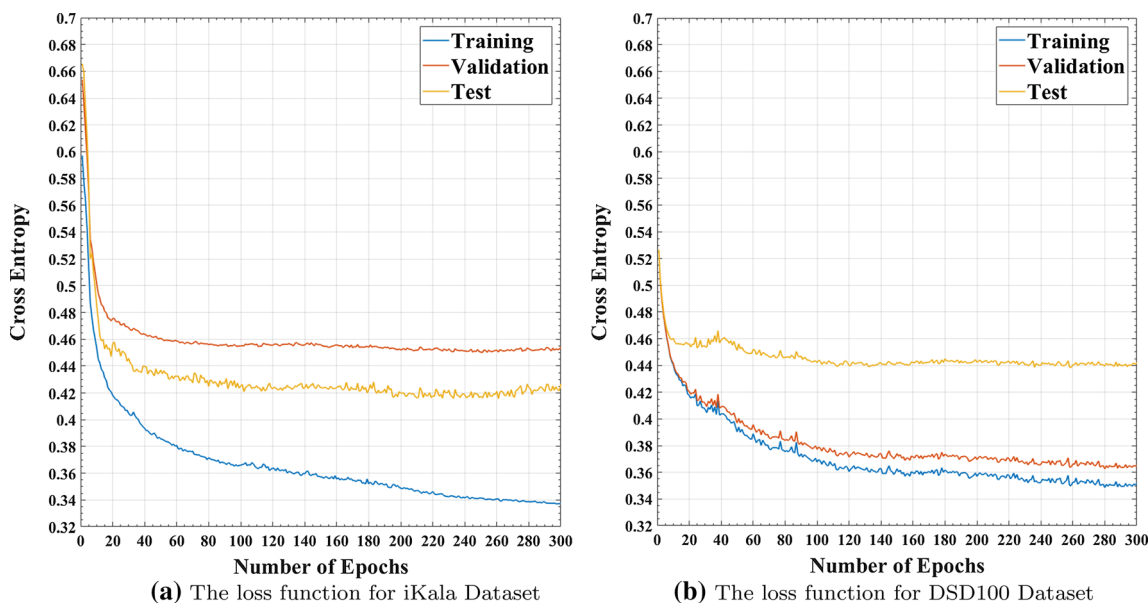 0.7
0.68
0.66
0.64
0.62
0.6
0.58
0.56
0.54
0.52
0.5
0.48
0.46
0.44
0.42
0.4
0.38
0.36
0.34
0.32
Cross Entropy
Training
Validation
Test
0 20 40 60 80 100 120 140 160 180 200 220 240 260 280 300
Number of Epochs
(a) The loss function for iKala Dataset
0.7
0.68
0.66
0.64
0.62
0.6
0.58
0.56
0.54
0.52
0.5
0.48
0.46
0.44
0.42
0.4
0.38
0.36
0.34
0.32
Cross Entropy
Training
Validation
Test
0 20 40 60 80 100 120 140 160 180 200 220 240 260 280 300
Number of Epochs
(b) The loss function for DSD100 Dataset